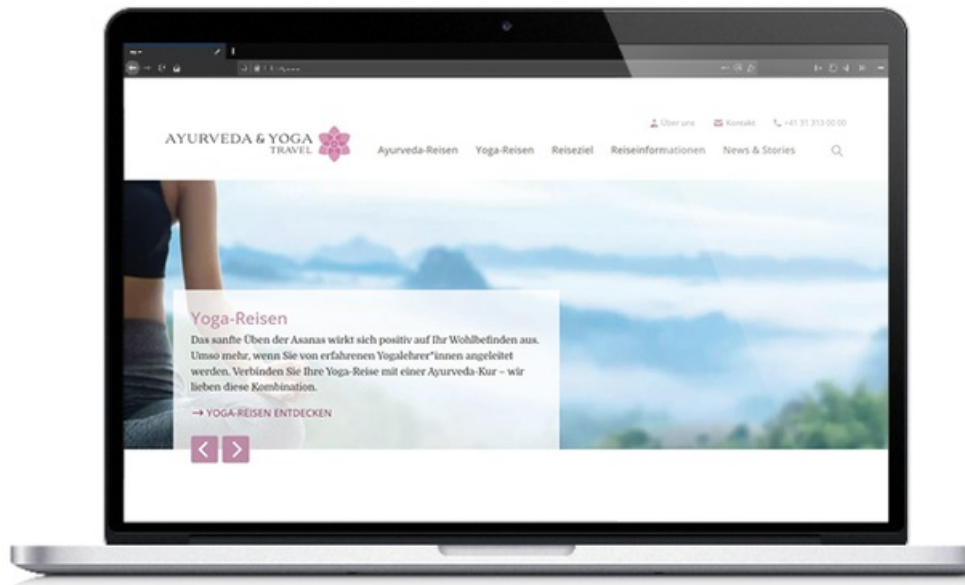 Über uns Kontakt +41 31 313 00 00
AYURVEDA & YOGA
TRAVEL
Ayurveda-Reisen Yoga-Reisen Reiseziel Reiseinformationen News & Stories
Yoga-Reisen
Das sanfte Üben der Asanas wirkt sich positiv auf Ihr Wohlbefinden aus.
Umso mehr, wenn Sie von erfahrenen Yogalehrer*innen angeleitet
werden. Verbinden Sie Ihre Yoga-Reise mit einer Ayurveda-Kur – wir
lieben diese Kombination.
→ YOGA-REISEN ENTDECKEN